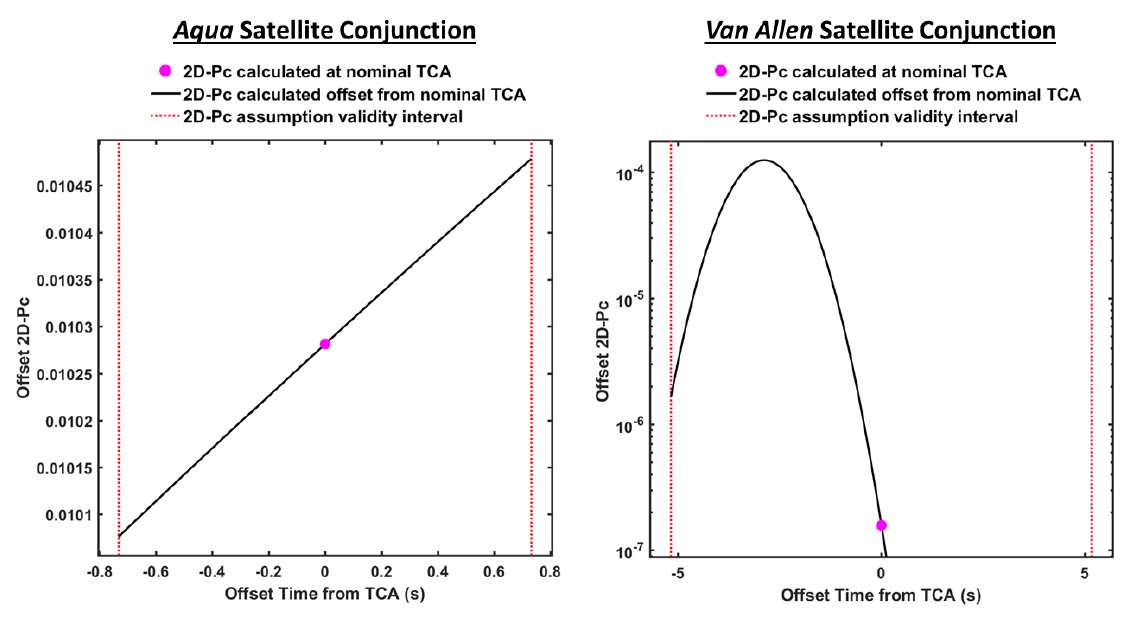 Aqua Satellite Conjunction
2D-Pc calculated at nominal TCA
2D-Pc calculated offset from nominal TCA
2D-Pc assumption validity interval
Offset 2D-Pc
0.01045
0.0104
0.01035
0.0103
0.01025
0.0102
0.01015
0.0101
-0.8 -0.6 -0.4 -0.2 0 0.2 0.4 0.6 0.8
Offset Time from TCA (s)
Van Allen Satellite Conjunction
2D-Pc calculated at nominal TCA
2D-Pc calculated offset from nominal TCA
2D-Pc assumption validity interval
Offset 2D-Pc
10⁻⁴
10⁻⁵
10⁻⁶
10⁻⁷
-5 0 5
Offset Time from TCA (s)